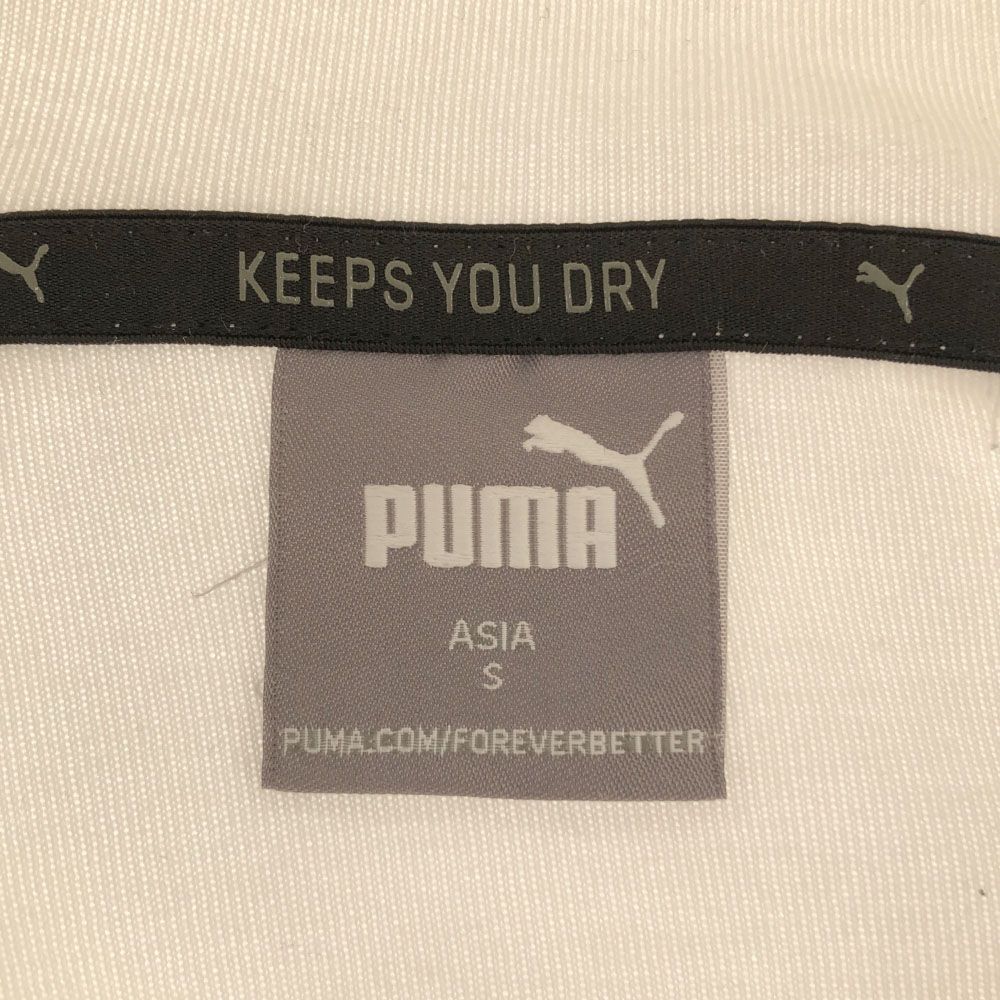 KEEPS YOU DRY
PUMA
ASIA
S
PUMA.COM/FOREVERBETTER